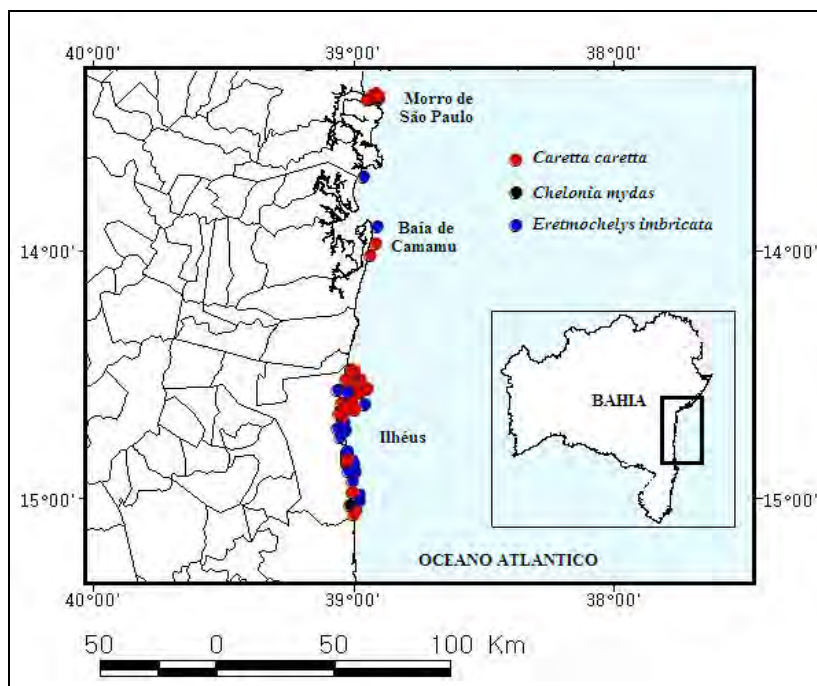 40°00' 39°00' 38°00'
Morro de
São Paulo
Caretta caretta
Chelonia mydas
Eretmochelys imbricata
Baía de
Camamu
14°00' 14°00'
BAHIA
Ilhéus
15°00' 15°00'
OCEANO ATLANTICO
40°00' 39°00' 38°00'
50 0 50 100 Km